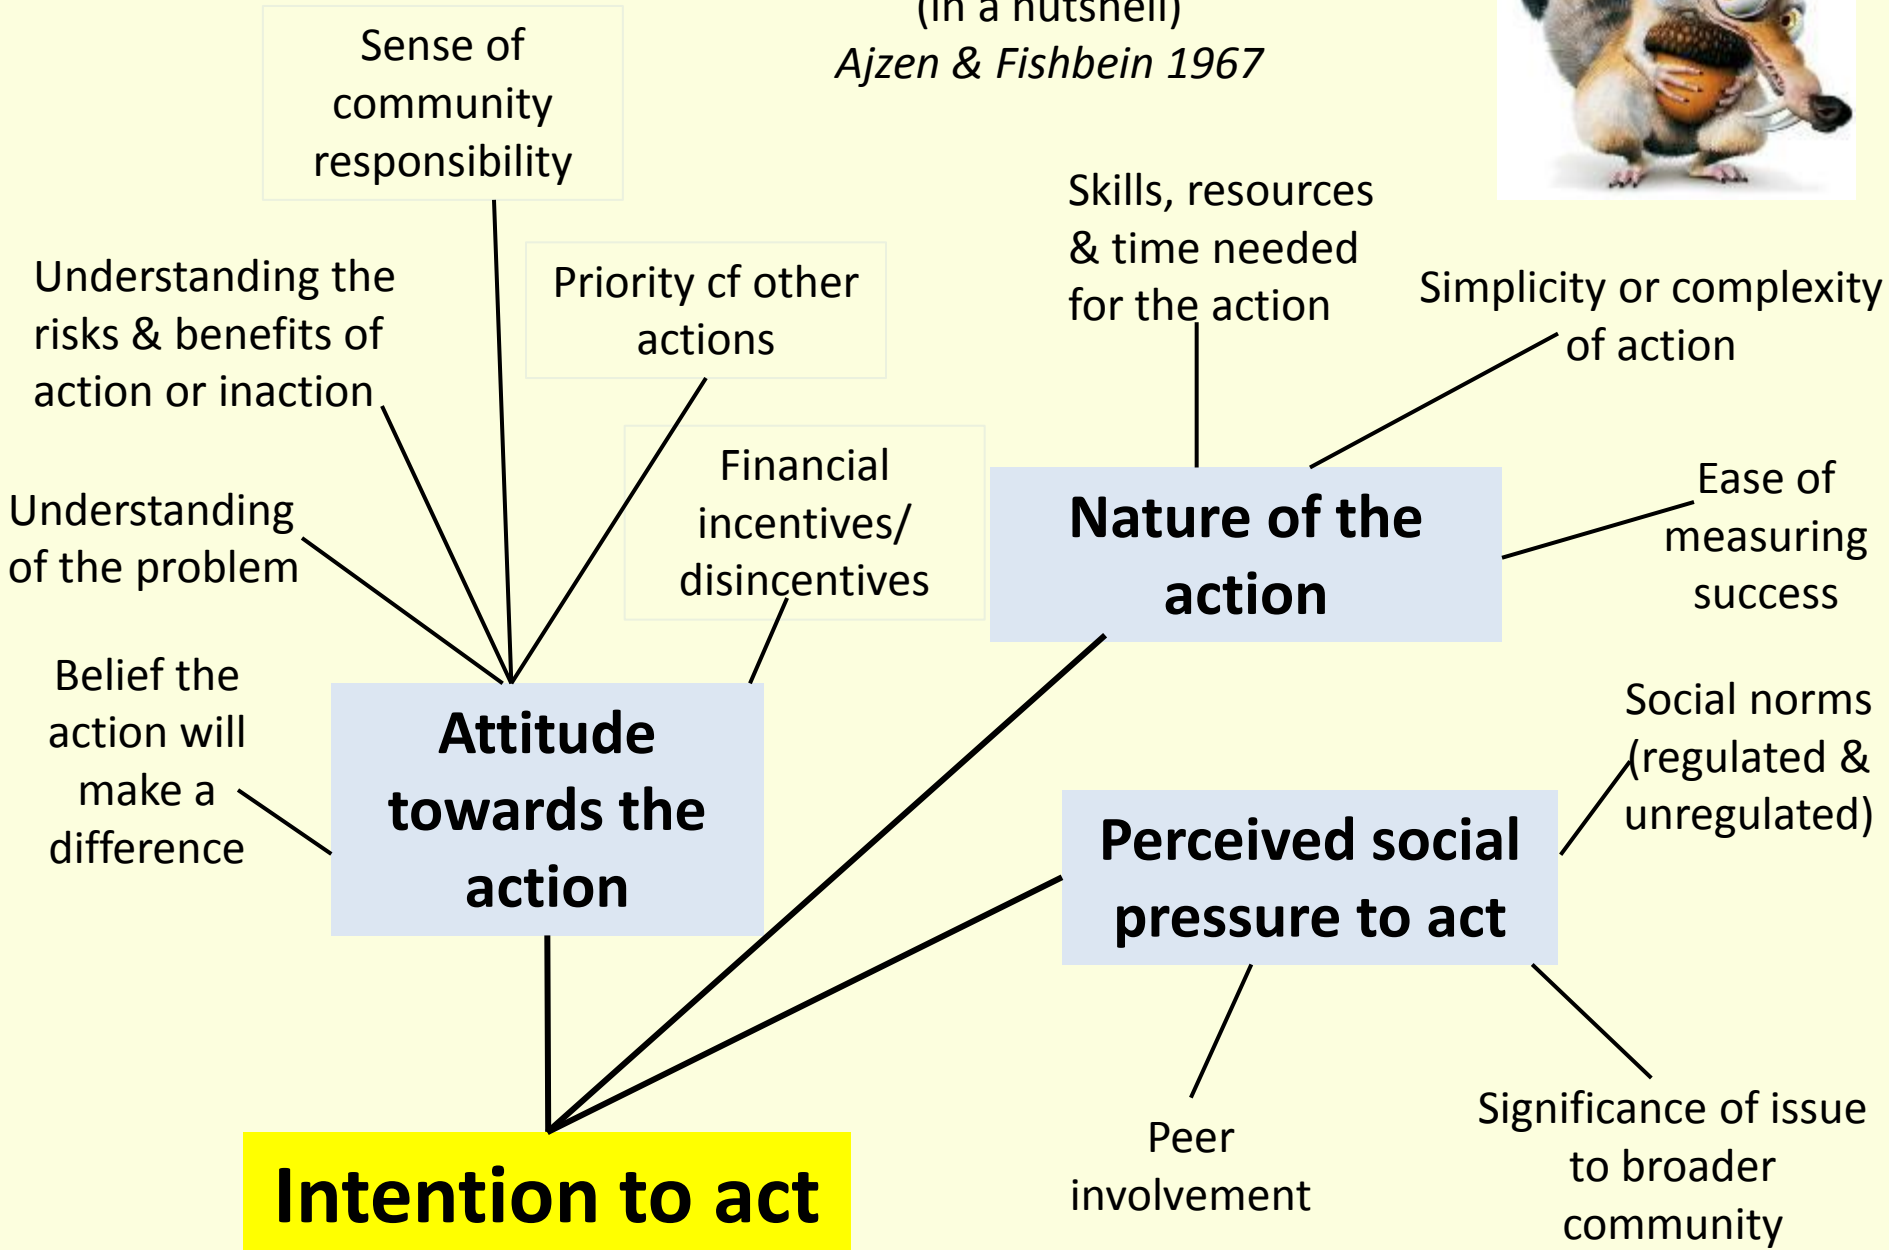 (in a nutshell)
Ajzen & Fishbein 1967
Sense of
community
responsibility
Understanding the
risks & benefits of
action or inaction
Priority cf other
actions
Skills, resources
& time needed
for the action
Simplicity or complexity
of action
Understanding
of the problem
Financial
incentives/
disincentives
Nature of the
action
Ease of
measuring
success
Belief the
action will
make a
difference
Attitude
towards the
action
Social norms
(regulated &
unregulated)
Perceived social
pressure to act
Peer
involvement
Significance of issue
to broader
community
Intention to act